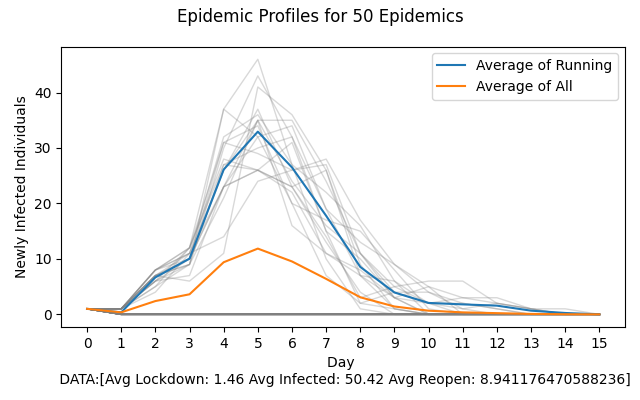 Epidemic Profiles for 50 Epidemics
Average of Running
Average of All
Newly Infected Individuals
40
30
20
10
0
0 1 2 3 4 5 6 7 8 9 10 11 12 13 14 15
Day
DATA:[Avg Lockdown: 1.46 Avg Infected: 50.42 Avg Reopen: 8.941176470588236]